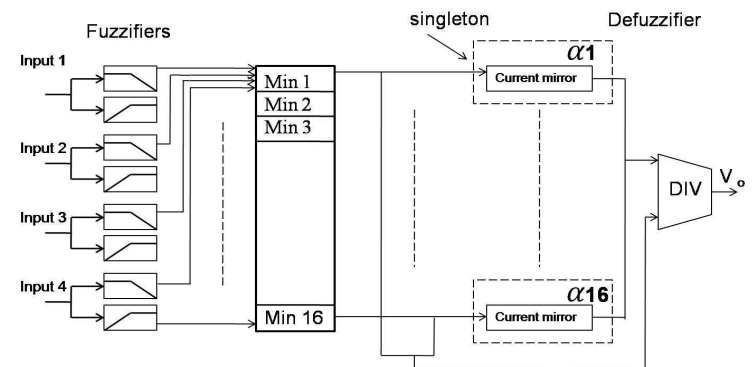 singleton
Defuzzifier
Fuzzifiers
Input 1
α1
Current mirror
Min 1
Min 2
Min 3
Input 2
DIV
V o
Input 3
Input 4
α16
Min 16
Current mirror